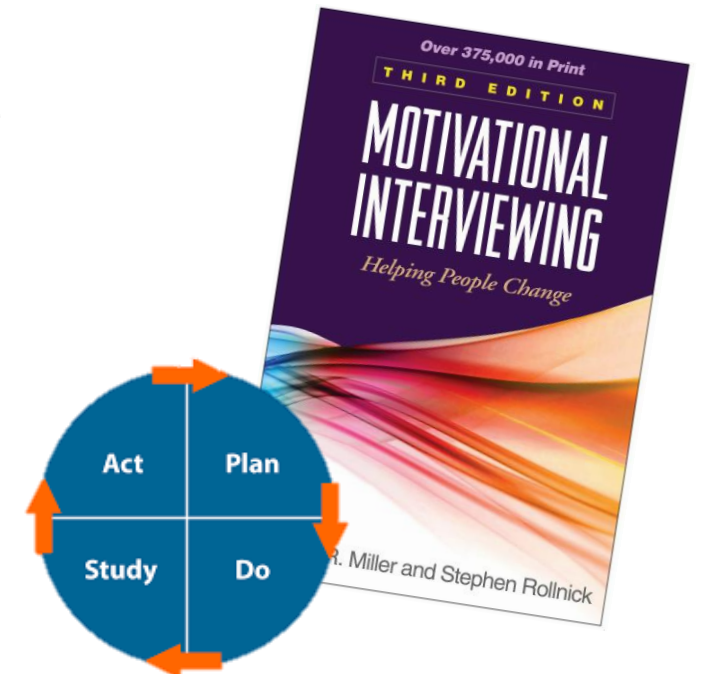 Over 375,000 in Print
THIRD EDITION
MOTIVATIONAL
INTERVIEWING
Helping People Change
R. Miller and Stephen Rollnick
Act
Plan
Study
Do